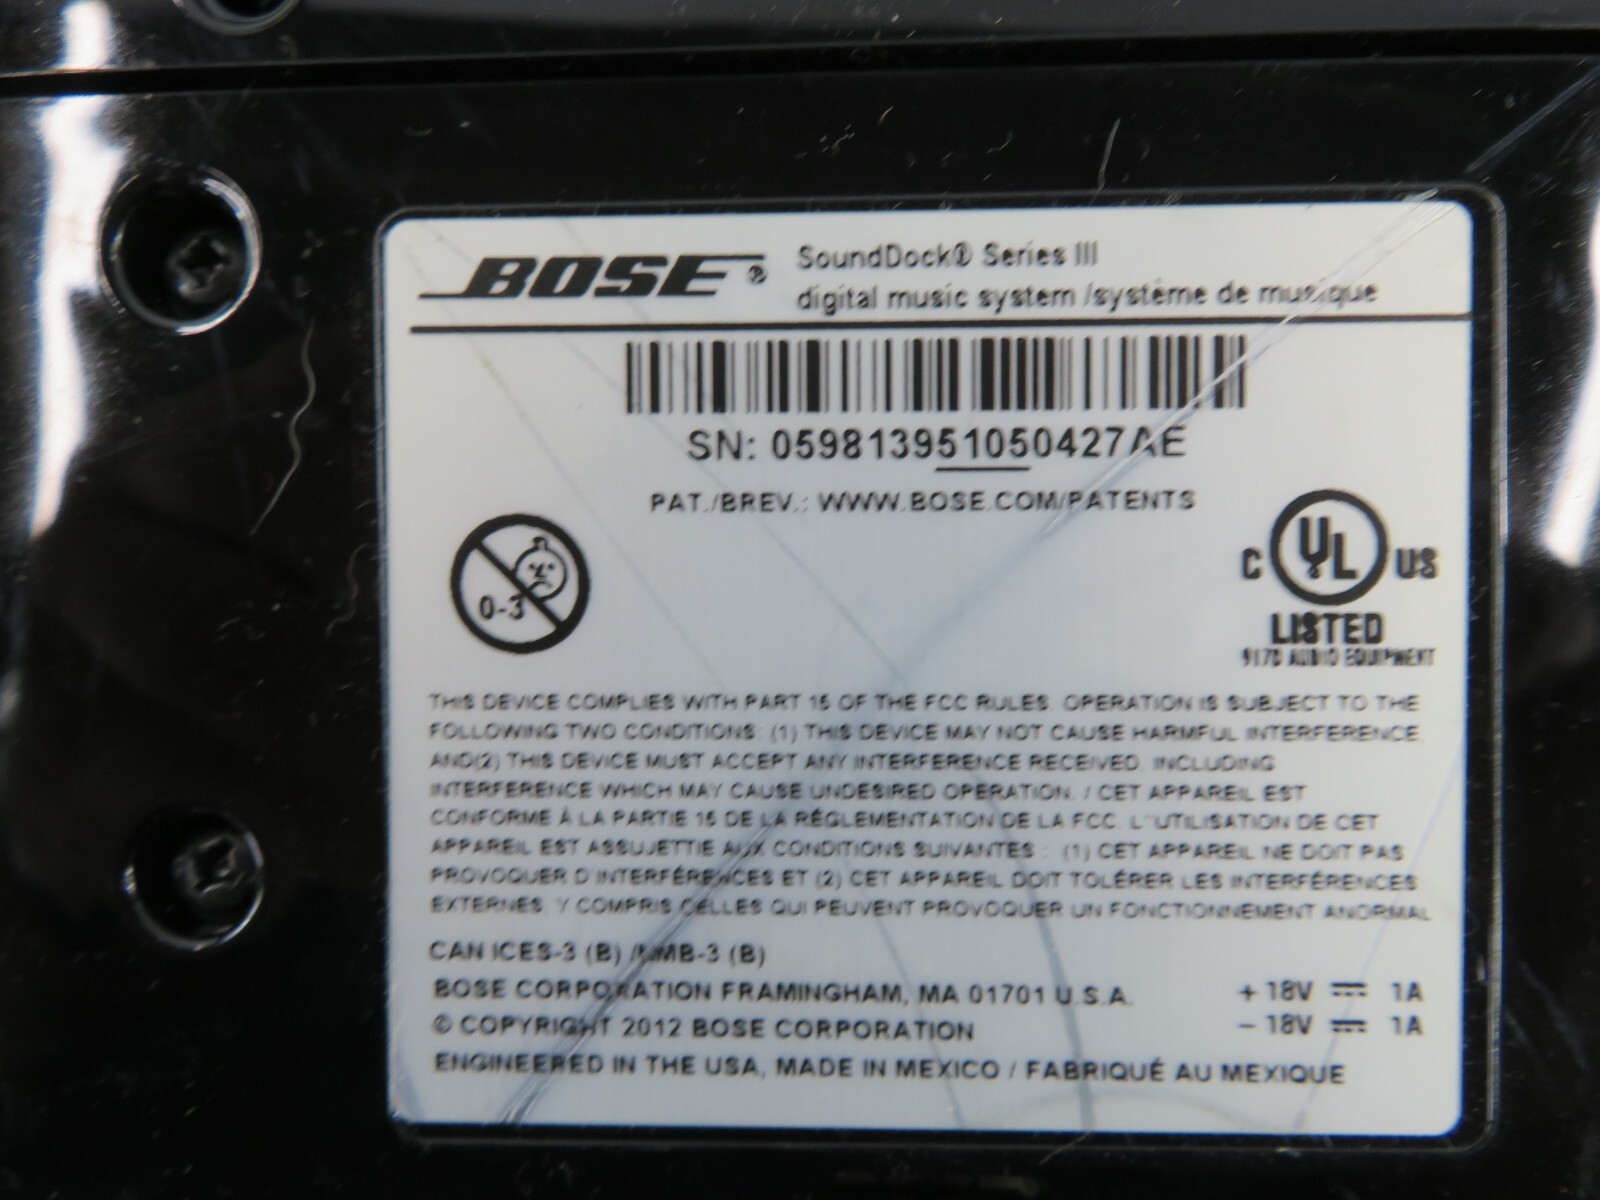 BOSE® SoundDock® Series III
digital music system /système de musique
SN: 059813951050427AE
PAT./BREV.: WWW.BOSE.COM/PATENTS
0-3
C UL US
LISTED
917D AUDIO EQUIPMENT
THIS DEVICE COMPLIES WITH PART 15 OF THE FCC RULES. OPERATION IS SUBJECT TO THE
FOLLOWING TWO CONDITIONS: (1) THIS DEVICE MAY NOT CAUSE HARMFUL INTERFERENCE,
AND(2) THIS DEVICE MUST ACCEPT ANY INTERFERENCE RECEIVED, INCLUDING
INTERFERENCE WHICH MAY CAUSE UNDESIRED OPERATION. / CET APPAREIL EST
CONFORME À LA PARTIE 15 DE LA RÉGLEMENTATION DE LA FCC. L'UTILISATION DE CET
APPAREIL EST ASSUJETTIE AUX CONDITIONS SUIVANTES : (1) CET APPAREIL NE DOIT PAS
PROVOQUER D'INTERFÉRENCES ET (2) CET APPAREIL DOIT TOLÉRER LES INTERFÉRENCES
EXTERNES, Y COMPRIS CELLES QUI PEUVENT PROVOQUER UN FONCTIONNEMENT ANORMAL
CAN ICES-3 (B) /NMB-3 (B)
BOSE CORPORATION FRAMINGHAM, MA 01701 U.S.A. + 18V ⎓ 1A
© COPYRIGHT 2012 BOSE CORPORATION − 18V ⎓ 1A
ENGINEERED IN THE USA, MADE IN MEXICO / FABRIQUÉ AU MEXIQUE